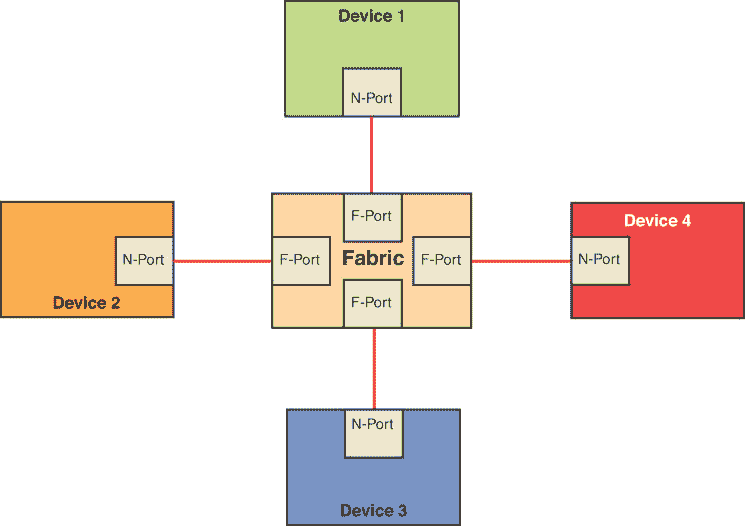 Device 1
N-Port
F-Port
Device 4
N-Port
F-Port
Fabric
F-Port
N-Port
Device 2
F-Port
N-Port
Device 3